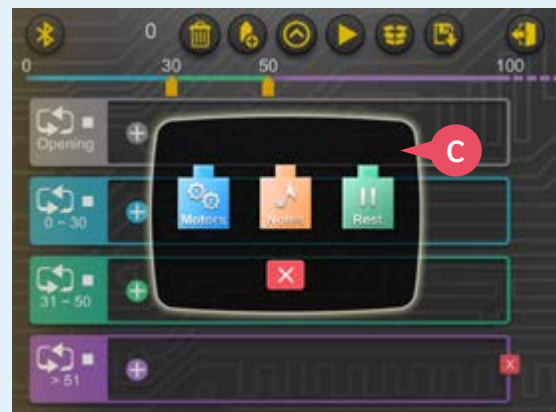 0
0 30 50 100
Opening
C
Motors Notes Rest
0 ~ 30
X
31 ~ 50
> 51
X